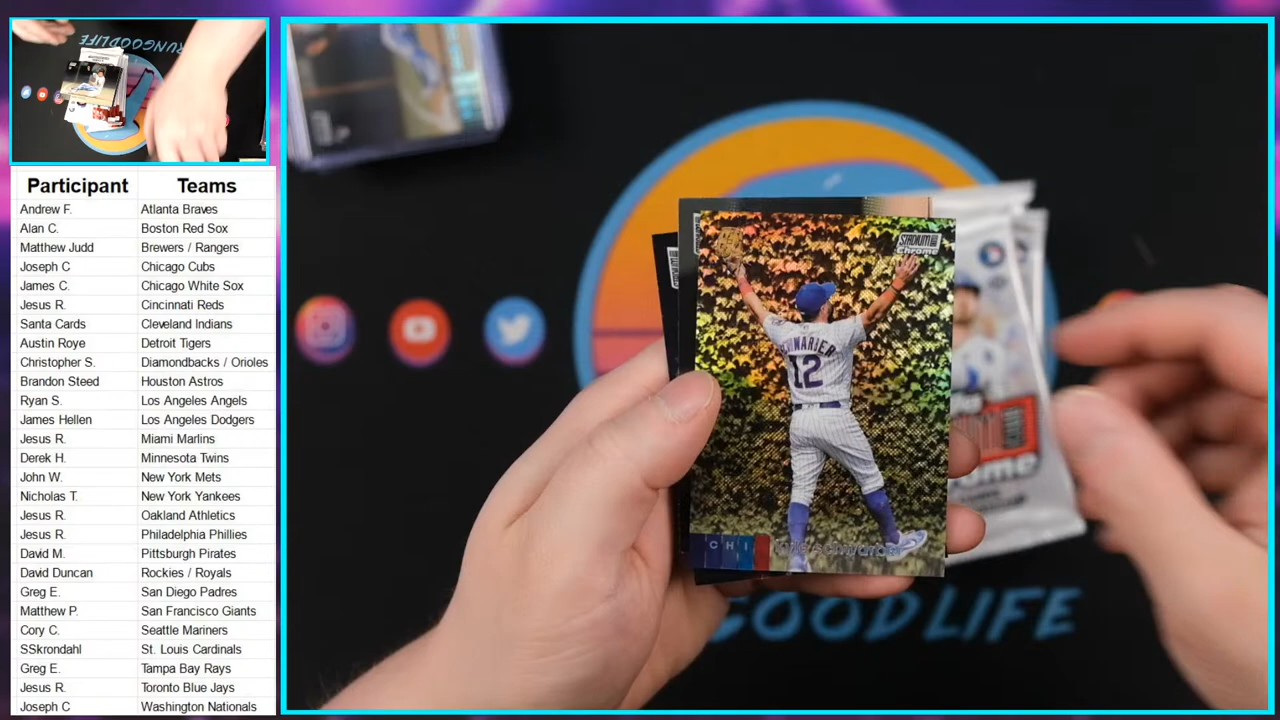 RUNGOODLIFE
Participant Teams
Andrew F. Atlanta Braves
Alan C. Boston Red Sox
Matthew Judd Brewers / Rangers
Joseph C Chicago Cubs
James C. Chicago White Sox
Jesus R. Cincinnati Reds
Santa Cards Cleveland Indians
Austin Roye Detroit Tigers
Christopher S. Diamondbacks / Orioles
Brandon Steed Houston Astros
Ryan S. Los Angeles Angels
James Hellen Los Angeles Dodgers
Jesus R. Miami Marlins
Derek H. Minnesota Twins
John W. New York Mets
Nicholas T. New York Yankees
Jesus R. Oakland Athletics
Jesus R. Philadelphia Phillies
David M. Pittsburgh Pirates
David Duncan Rockies / Royals
Greg E. San Diego Padres
Matthew P. San Francisco Giants
Cory C. Seattle Mariners
SSkrondahl St. Louis Cardinals
Greg E. Tampa Bay Rays
Jesus R. Toronto Blue Jays
Joseph C Washington Nationals
STADIUM
Chrome
SCHWARBER
12
CHI
kyle schwarber
GOODLIFE